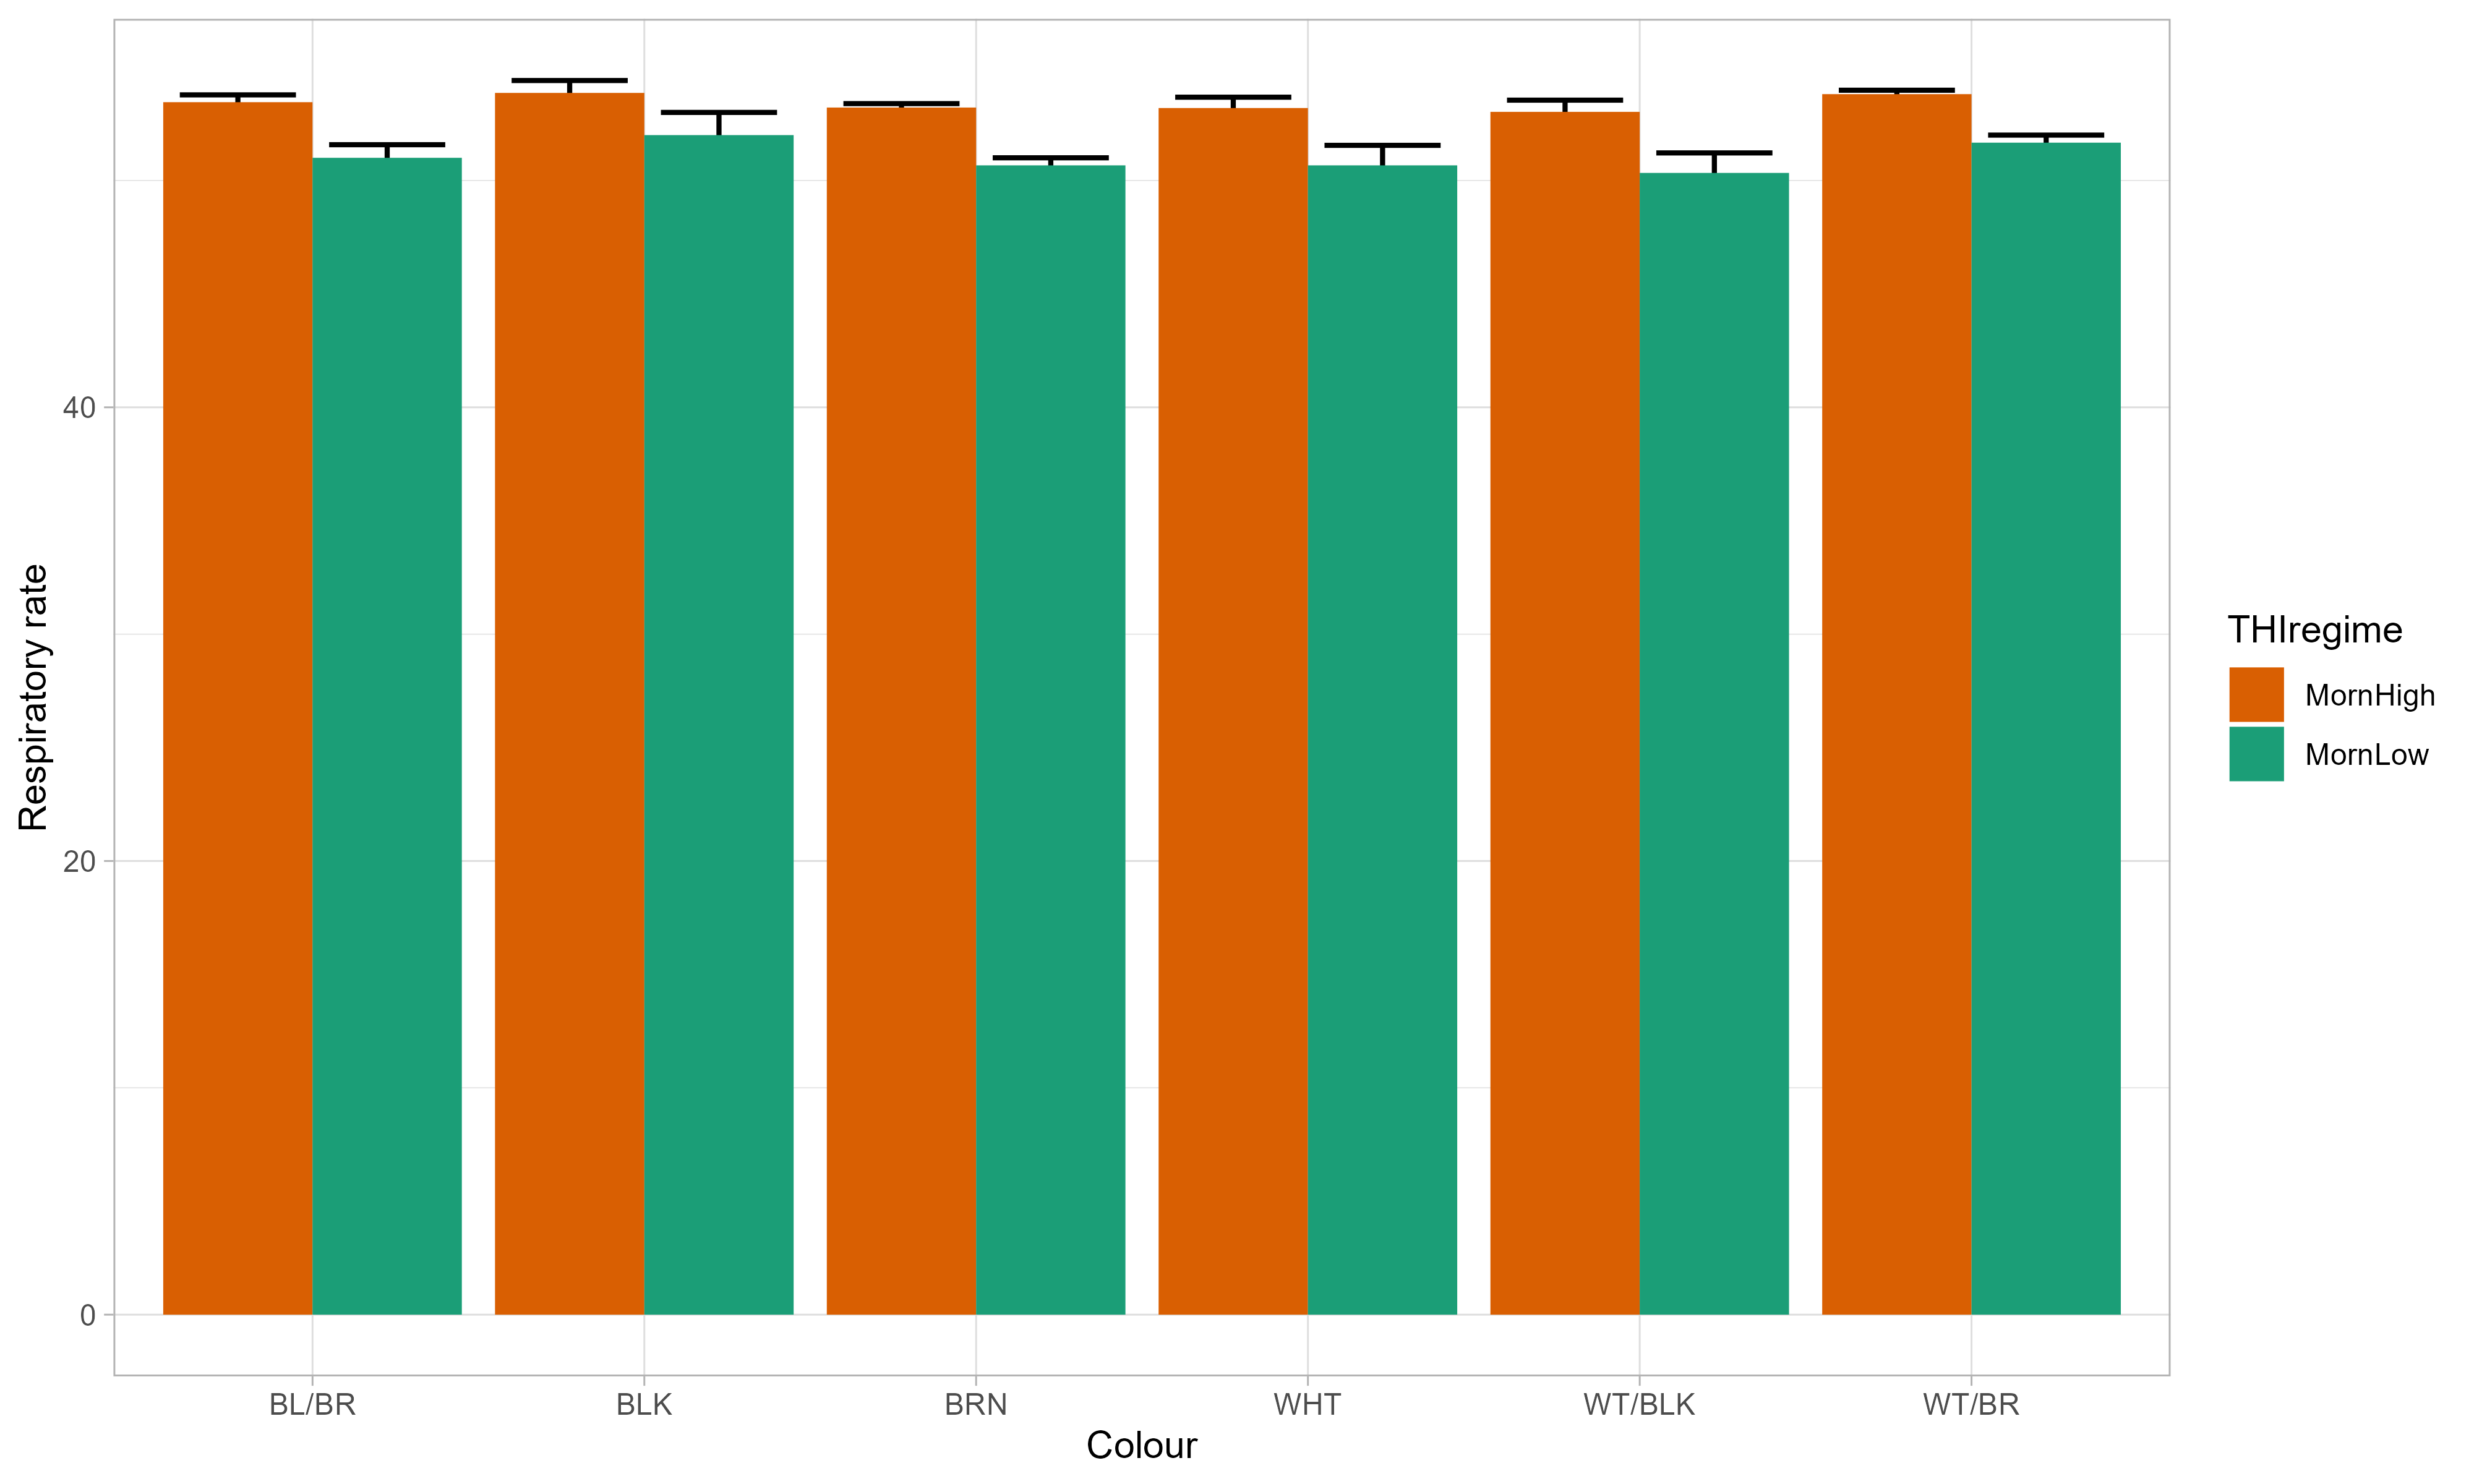 Respiratory rate
40
20
0
BL/BR BLK BRN WHT WT/BLK WT/BR
Colour
THIregime
MornHigh
MornLow